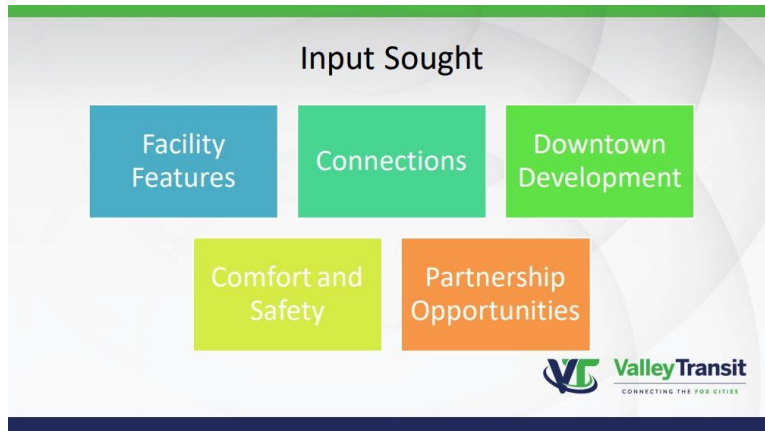 Input Sought
Facility
Features
Connections
Downtown
Development
Comfort and
Safety
Partnership
Opportunities
VT
Valley Transit
CONNECTING THE FOX CITIES